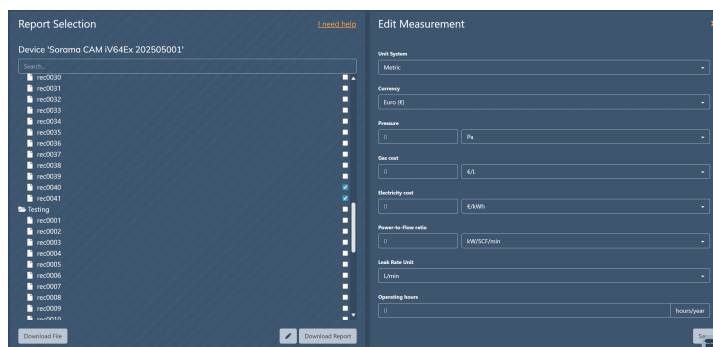 Report Selection
I need help
Device 'Sorama CAM iV64Ex 202505001'
Search...
rec0030
rec0031
rec0032
rec0033
rec0034
rec0035
rec0036
rec0037
rec0038
rec0039
rec0040
rec0041
Testing
rec0001
rec0002
rec0003
rec0004
rec0005
rec0006
rec0007
rec0008
rec0009
rec0010
Download File
Download Report
Edit Measurement
Unit System
Metric
Currency
Euro (€)
Pressure
0 Pa
Gas cost
0 €/L
Electricity cost
0 €/kWh
Power-to-Flow ratio
0 kW/SCF/min
Leak Rate Unit
L/min
Operating hours
0 hours/year